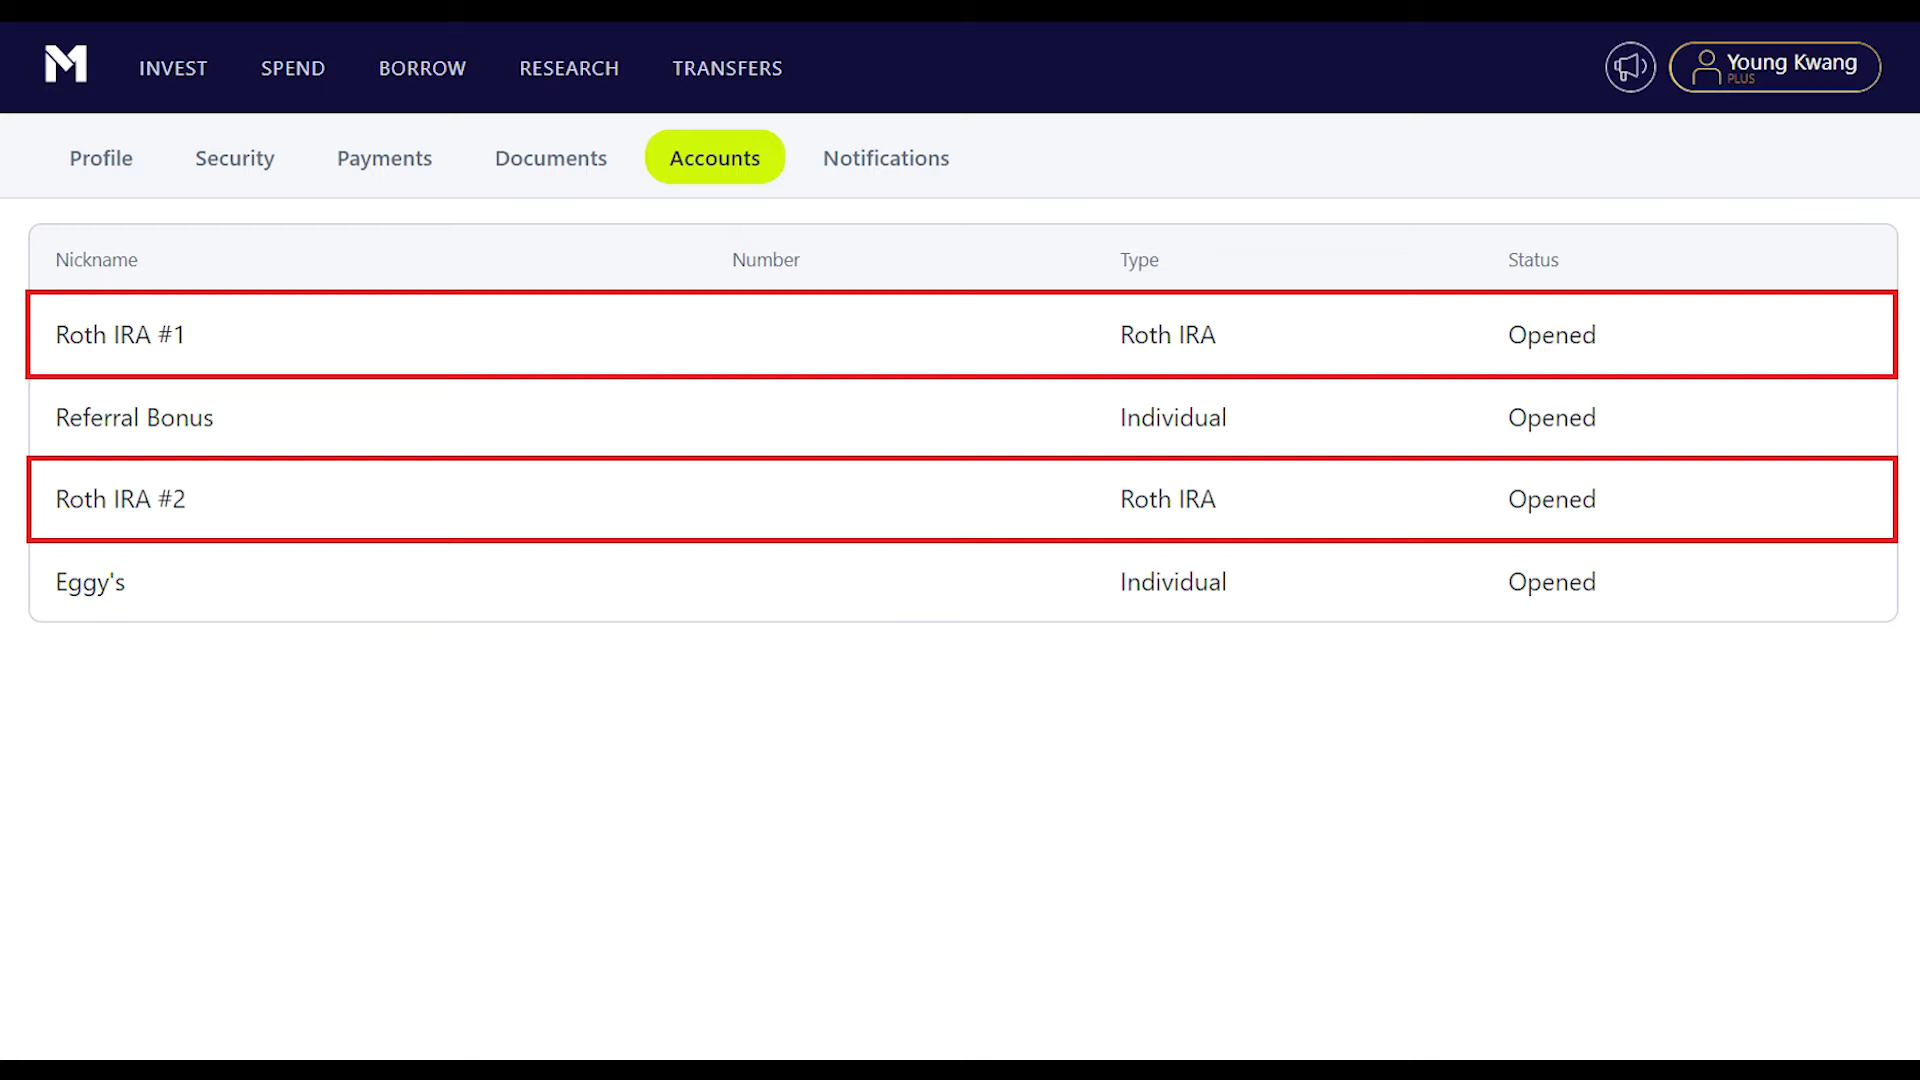 M INVEST SPEND BORROW RESEARCH TRANSFERS Young Kwang
PLUS
Profile Security Payments Documents Accounts Notifications
Nickname Number Type Status
Roth IRA #1 Roth IRA Opened
Referral Bonus Individual Opened
Roth IRA #2 Roth IRA Opened
Eggy's Individual Opened